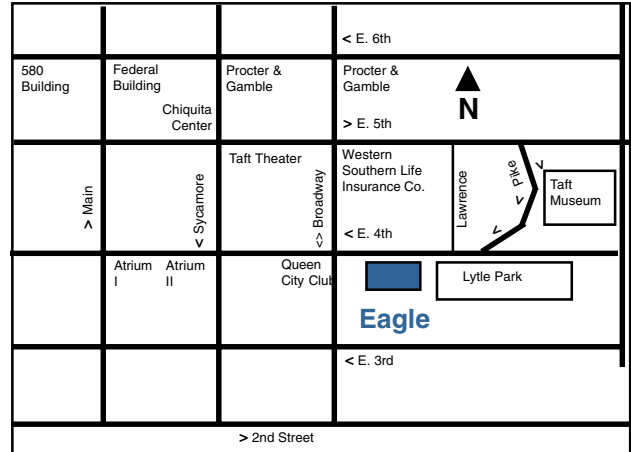 < E. 6th
580
Building
Federal
Building
Chiquita
Center
Procter &
Gamble
Procter &
Gamble
N
> E. 5th
> Main
< Sycamore
Taft Theater
<> Broadway
Western
Southern Life
Insurance Co.
< E. 4th
Lawrence
< < Pike <
Taft
Museum
Atrium
I
Atrium
II
Queen
City Club
Lytle Park
Eagle
< E. 3rd
> 2nd Street